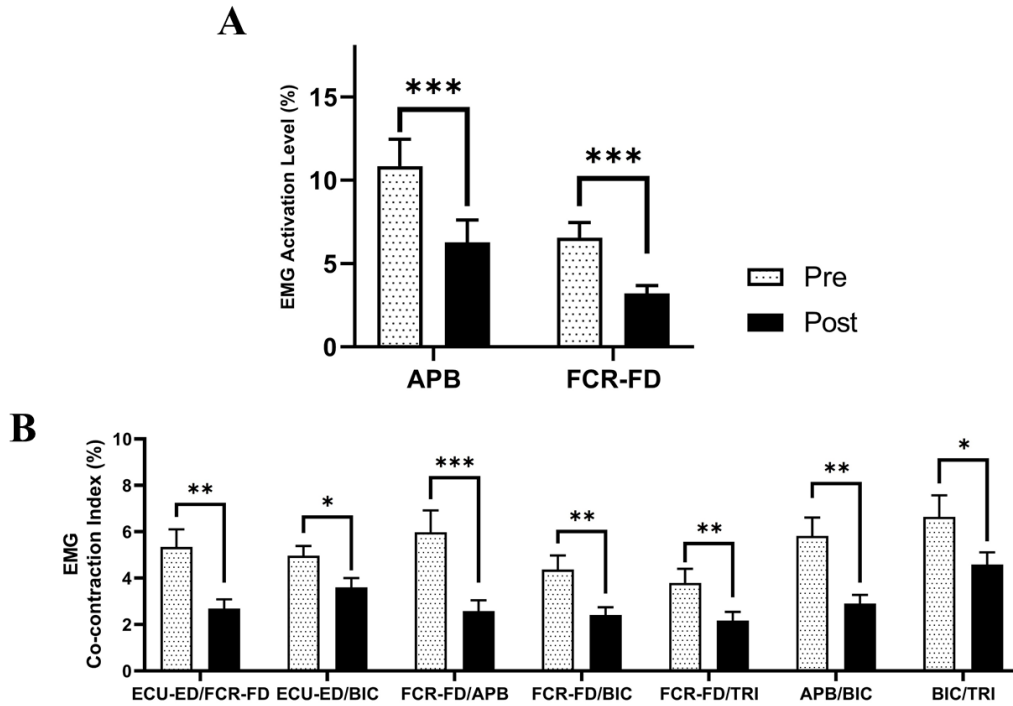 A
EMG Activation Level (%)
15
10
5
0
***
***
APB
FCR-FD
Pre
Post
B
EMG
Co-contraction Index (%)
10
8
6
4
2
0
**
*
***
**
**
**
*
ECU-ED/FCR-FD
ECU-ED/BIC
FCR-FD/APB
FCR-FD/BIC
FCR-FD/TRI
APB/BIC
BIC/TRI